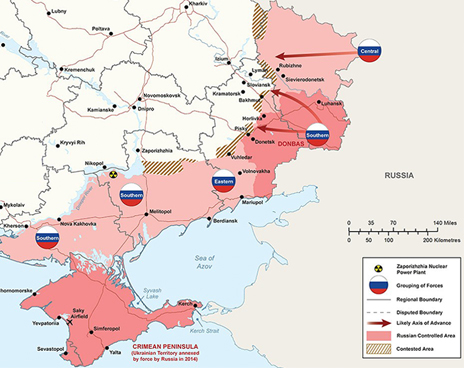 Lubny
Poltava
Kharkiv
Central
Kremenchuk
Izium
Lyman
Rubizhne
Sloviansk
Sievierodonetsk
Kramatorsk
Bakhmut
Luhansk
Novomoskovsk
Kamianske
Dnipro
Horlivka
Pisky
Southern
DONBAS
Donetsk
Kryvyi Rih
Zaporizhzhia
Nikopol
Vuhledar
Volnovakha
Eastern
Southern
RUSSIA
Mykolaiv
Mariupol
Melitopol
Berdiansk
Nova Kakhovka
Kherson
Southern
0 35 70 140 Miles
0 50 100 200 Kilometres
Sea of
Azov
Syvash
Lake
Chornomorske
Kerch
Saky
Airfield
Yevpatoriia
Kerch Strait
Simferopol
Sevastopol
Yalta
CRIMEAN PENINSULA
(Ukrainian Territory annexed
by force by Russia in 2014)
Zaporizhzhia Nuclear
Power Plant
Grouping of Forces
Regional Boundary
Disputed Boundary
Likely Axis of Advance
Russian Controlled Area
Contested Area